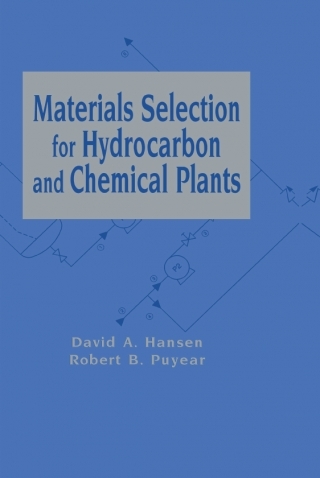 Materials Selection
for Hydrocarbon
and Chemical Plants
David A. Hansen
Robert B. Puyear